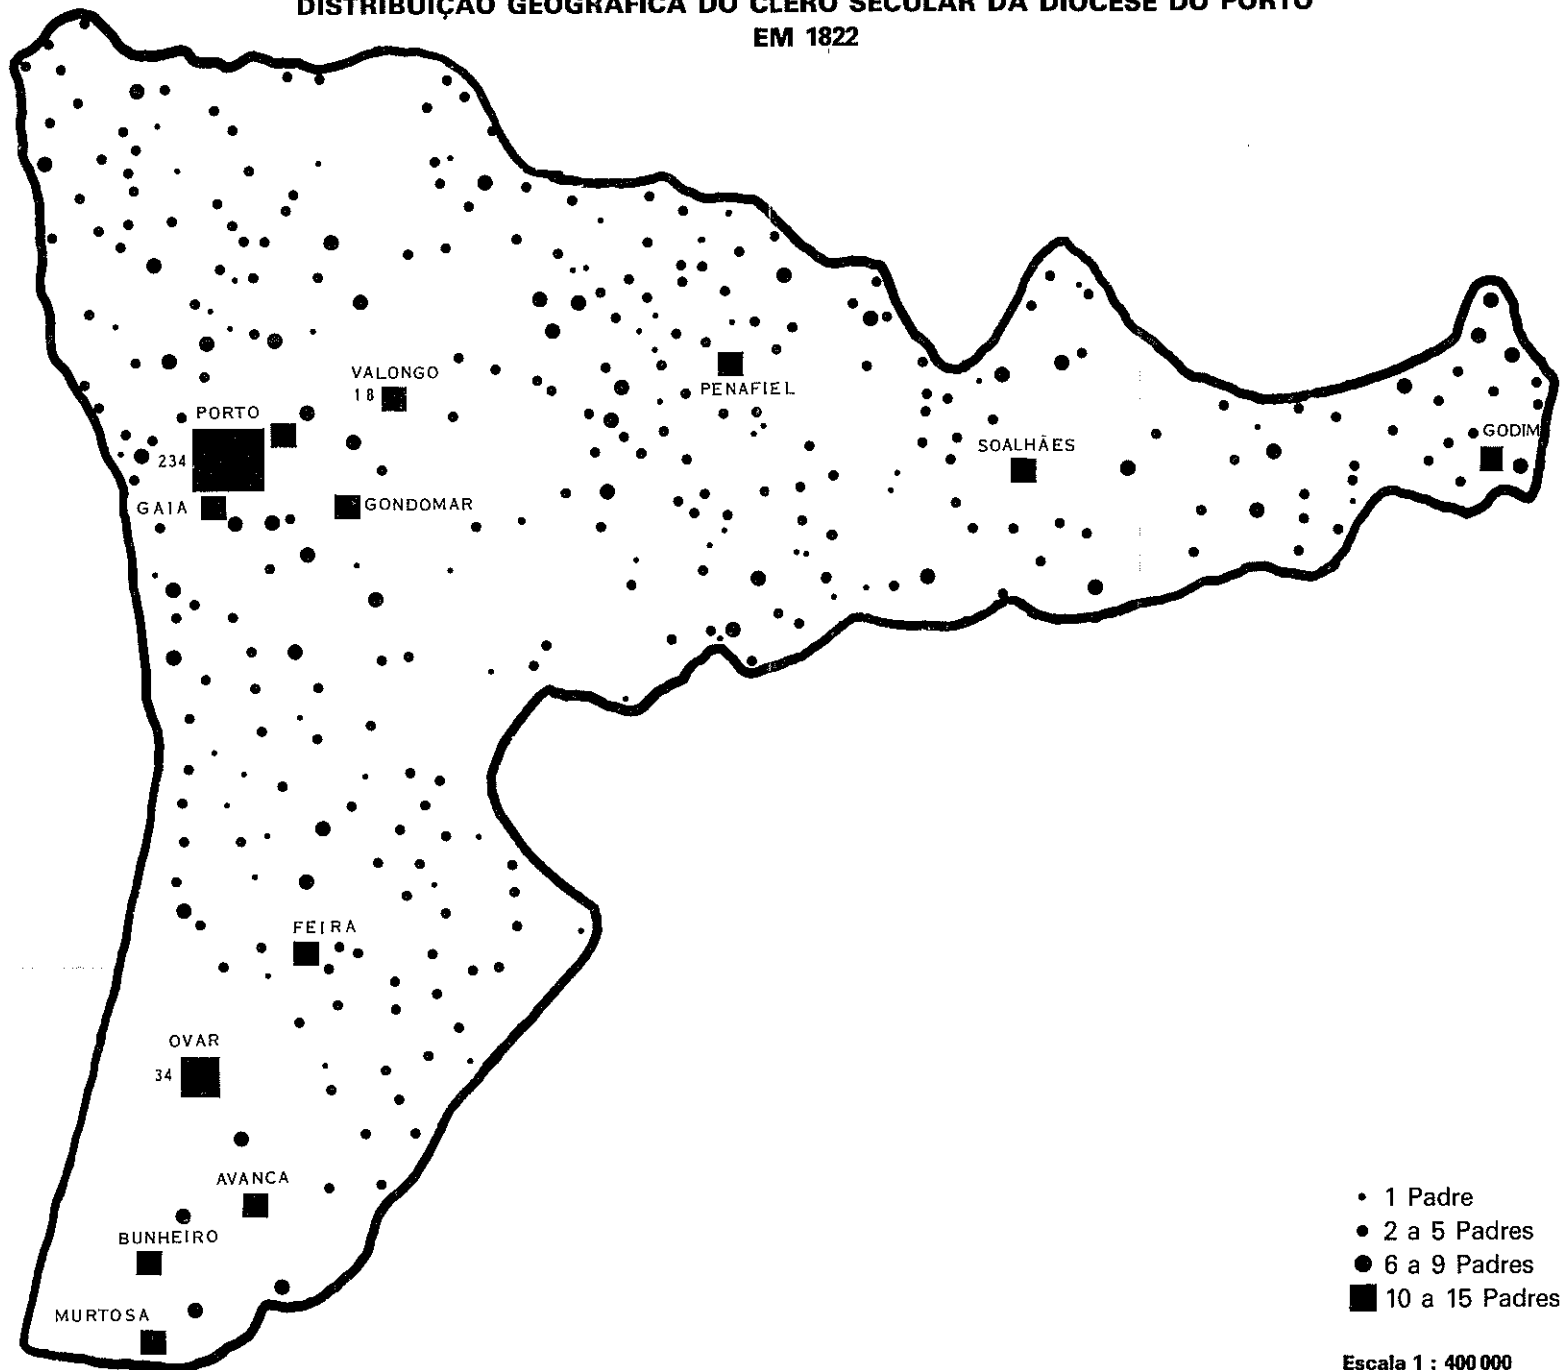 DISTRIBUIÇÃO GEOGRÁFICA DO CLERO SECULAR DA DIOCESE DO PORTO
EM 1822
VALONGO
18
PENAFIEL
PORTO
234
SOALHÃES
GODIM
GAIA
GONDOMAR
FEIRA
OVAR
34
AVANCA
BUNHEIRO
MURTOSA
1 Padre
2 a 5 Padres
6 a 9 Padres
10 a 15 Padres
Escala 1 : 400 000